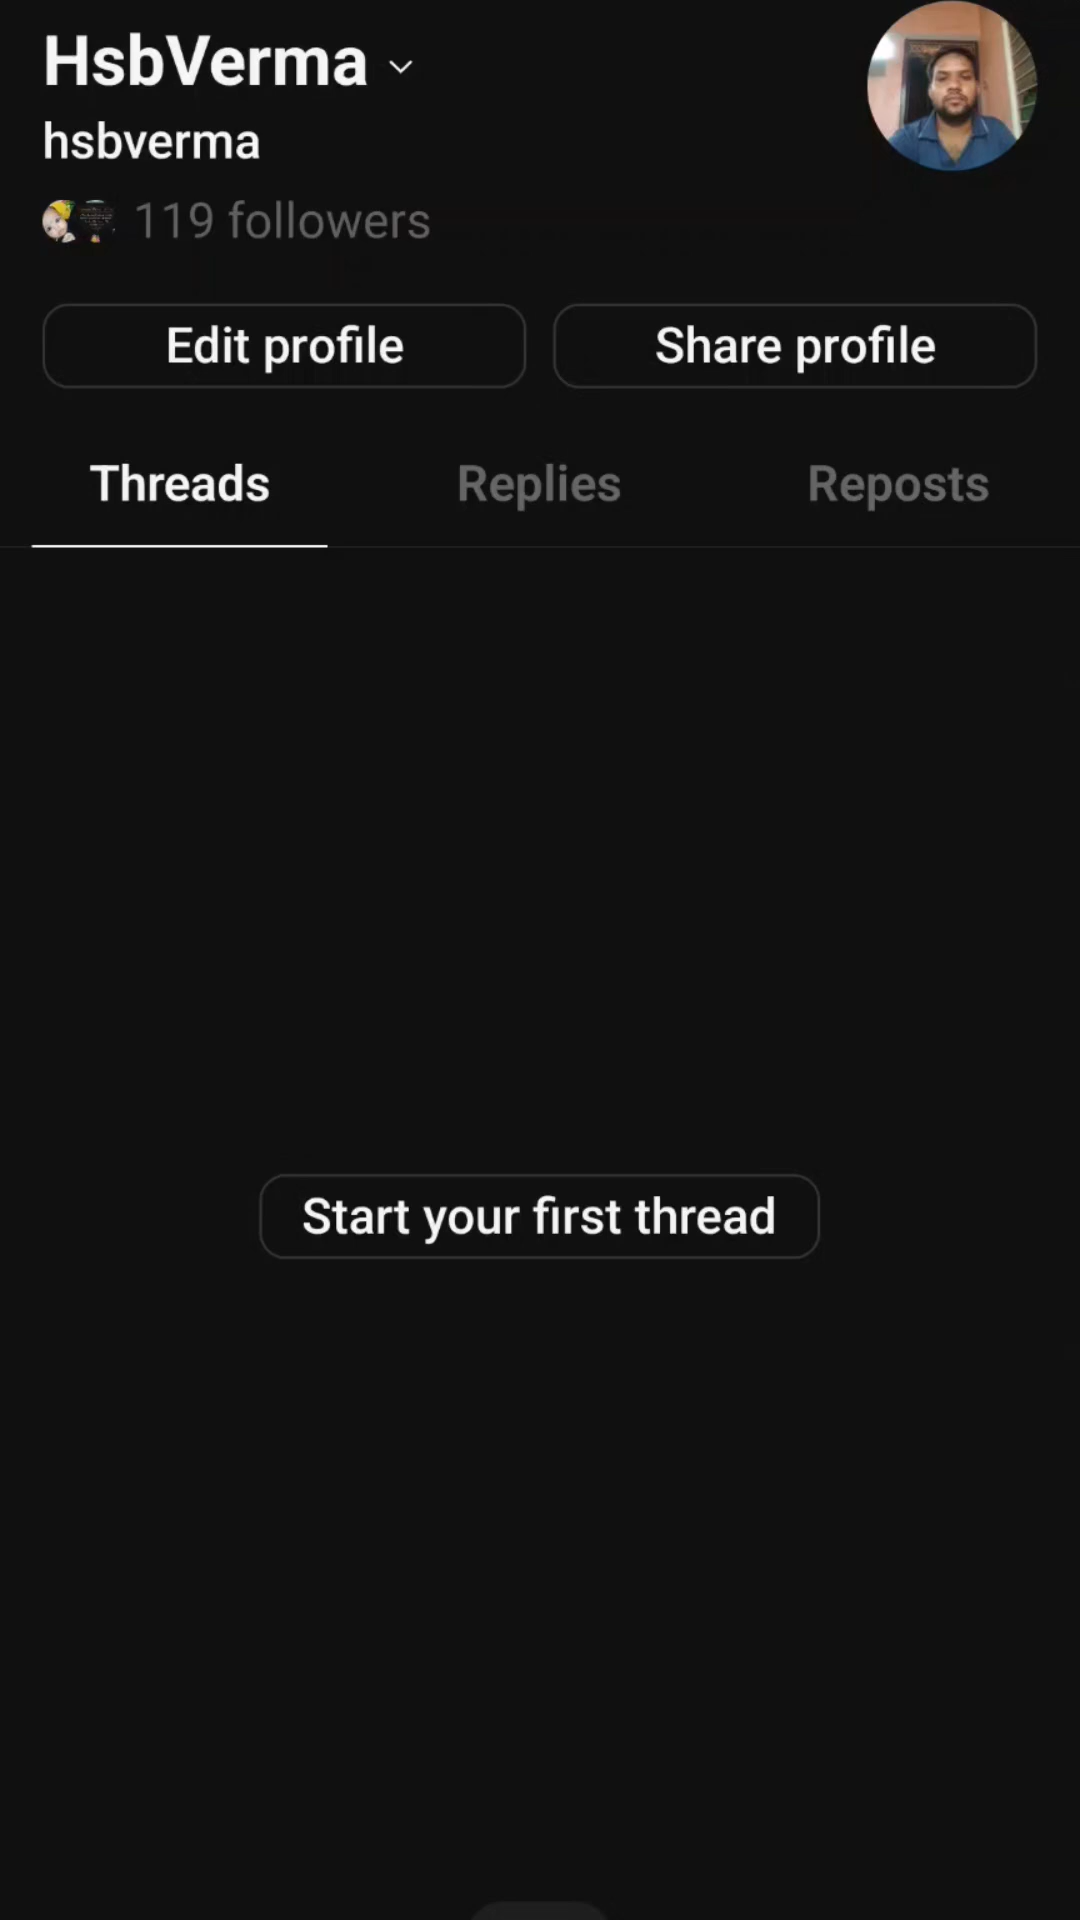 HsbVerma
hsbverma
119 followers
Edit profile Share profile
Threads Replies Reposts
Start your first thread